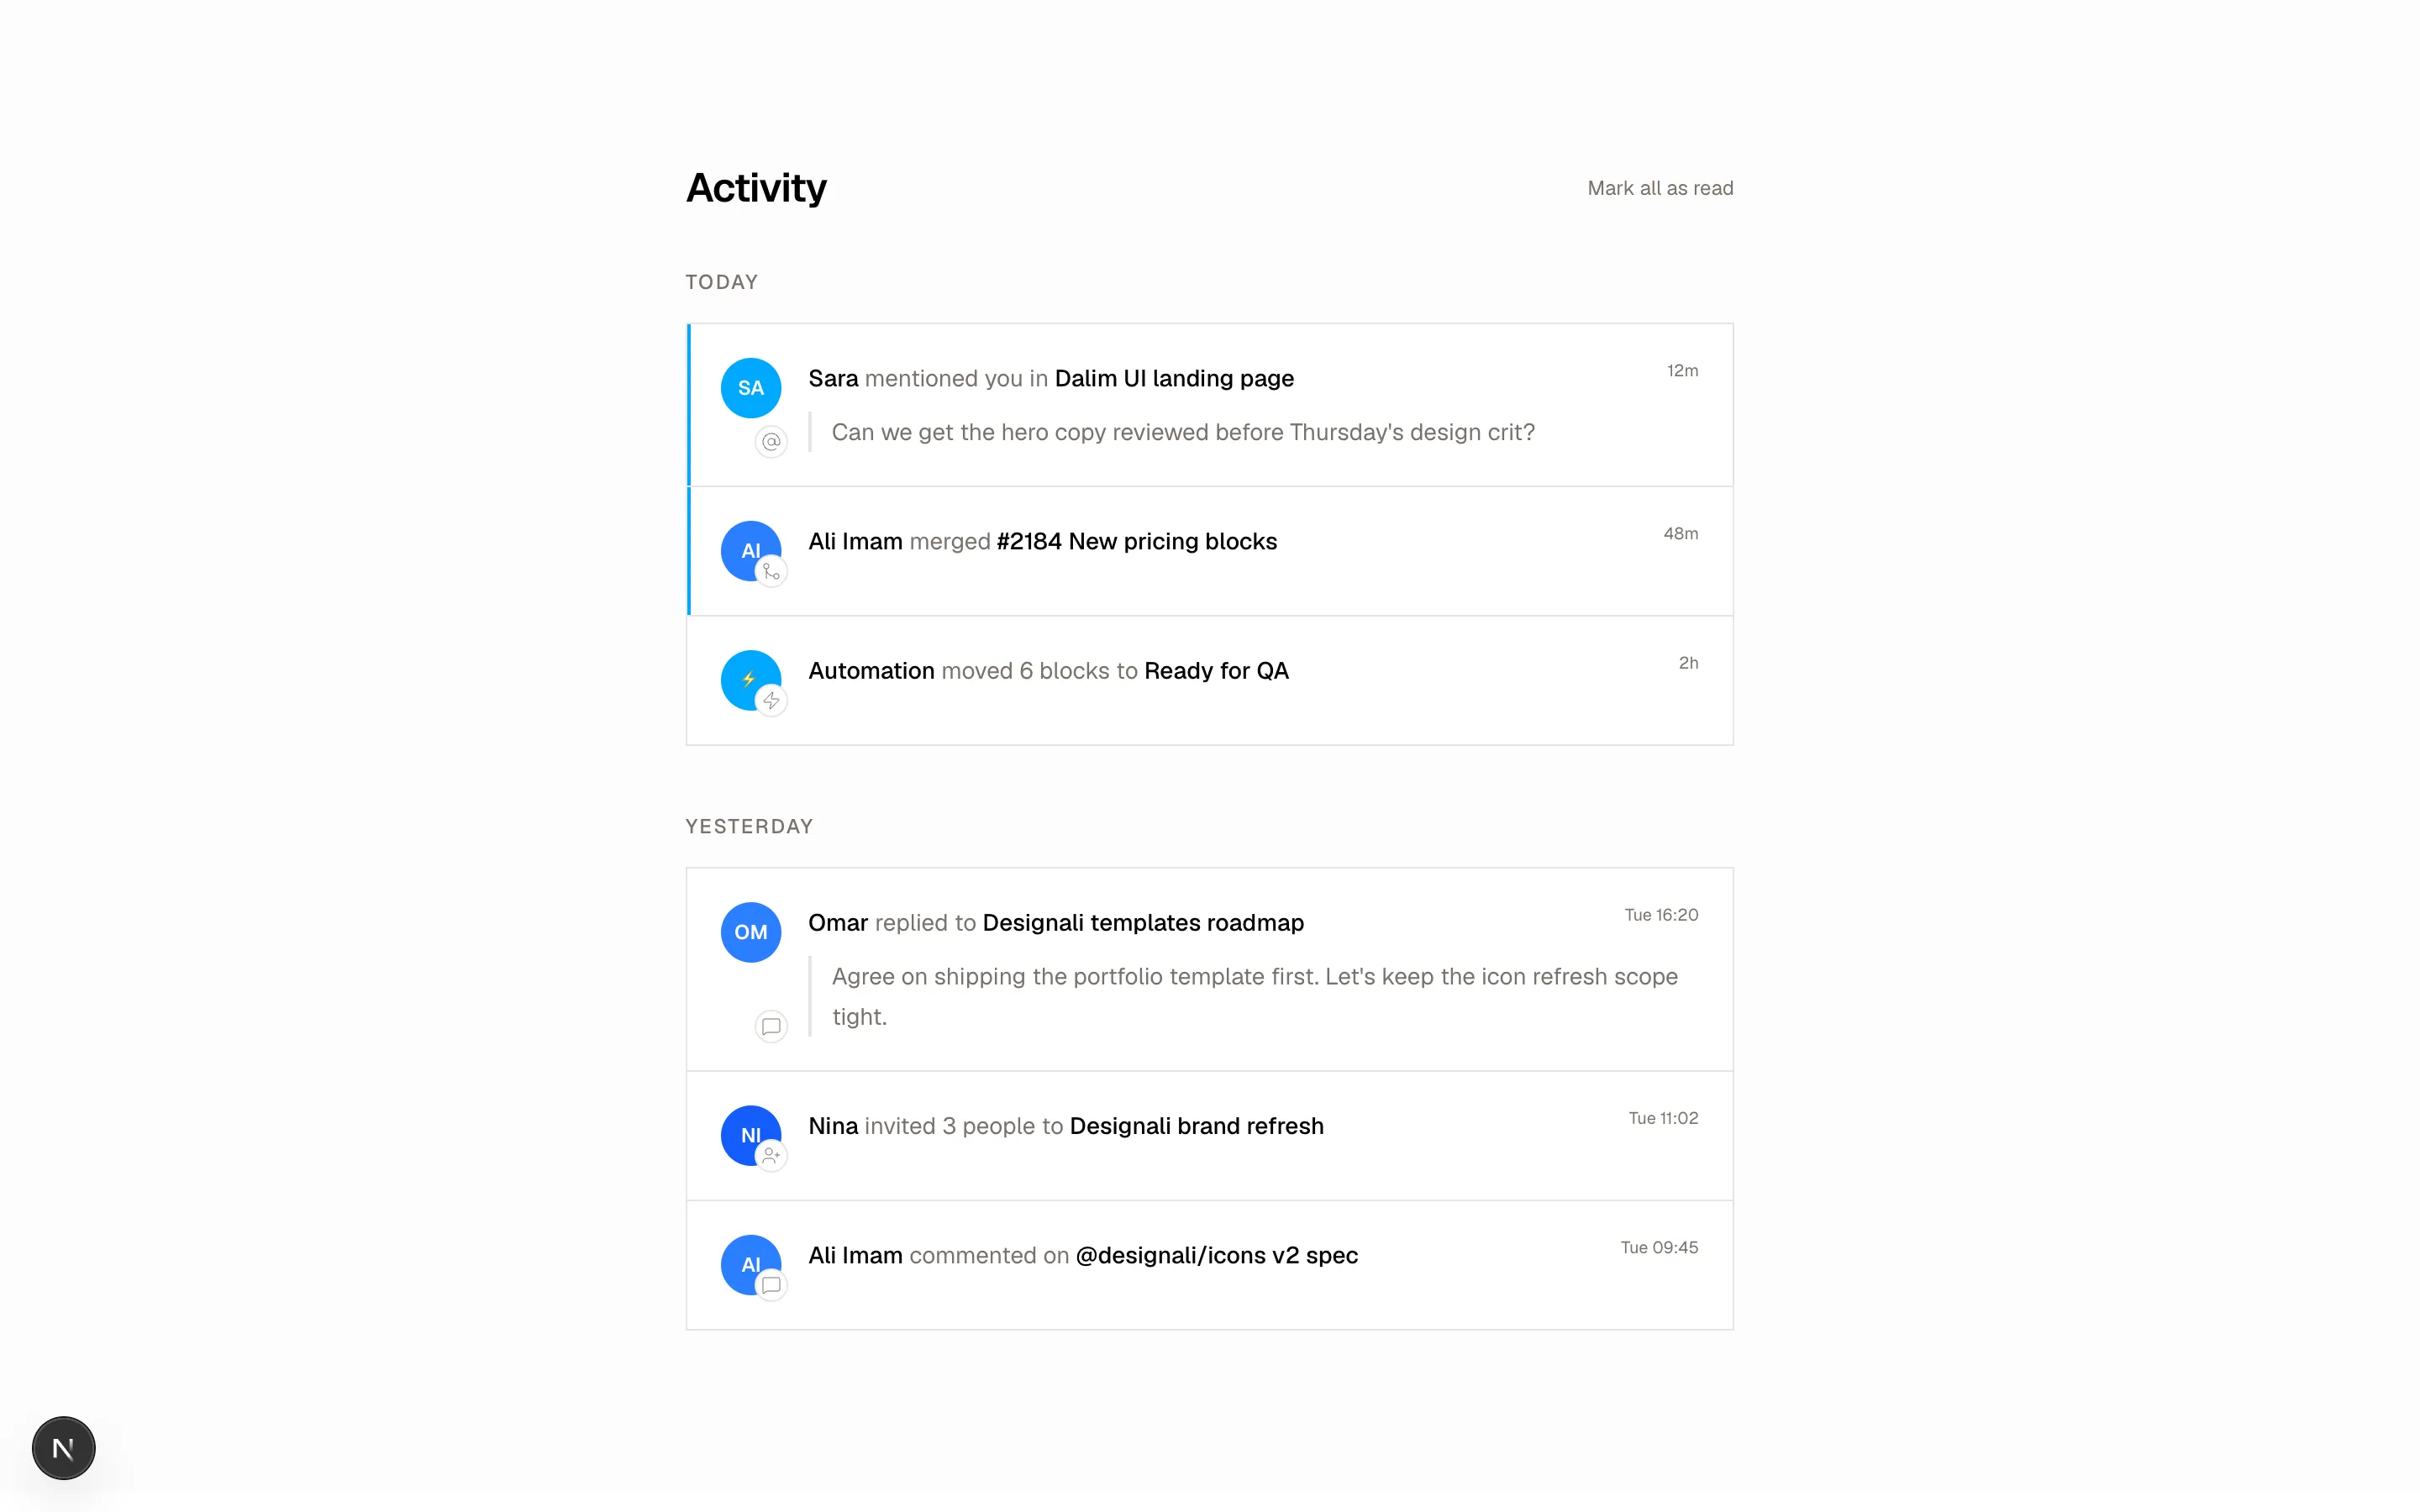 Activity
Mark all as read
TODAY
SA
Sara mentioned you in Dalim UI landing page
12m
Can we get the hero copy reviewed before Thursday's design crit?
AI
Ali Imam merged #2184 New pricing blocks
48m
Automation moved 6 blocks to Ready for QA
2h
YESTERDAY
OM
Omar replied to Designali templates roadmap
Tue 16:20
Agree on shipping the portfolio template first. Let's keep the icon refresh scope
tight.
NI
Nina invited 3 people to Designali brand refresh
Tue 11:02
AI
Ali Imam commented on @designali/icons v2 spec
Tue 09:45
N